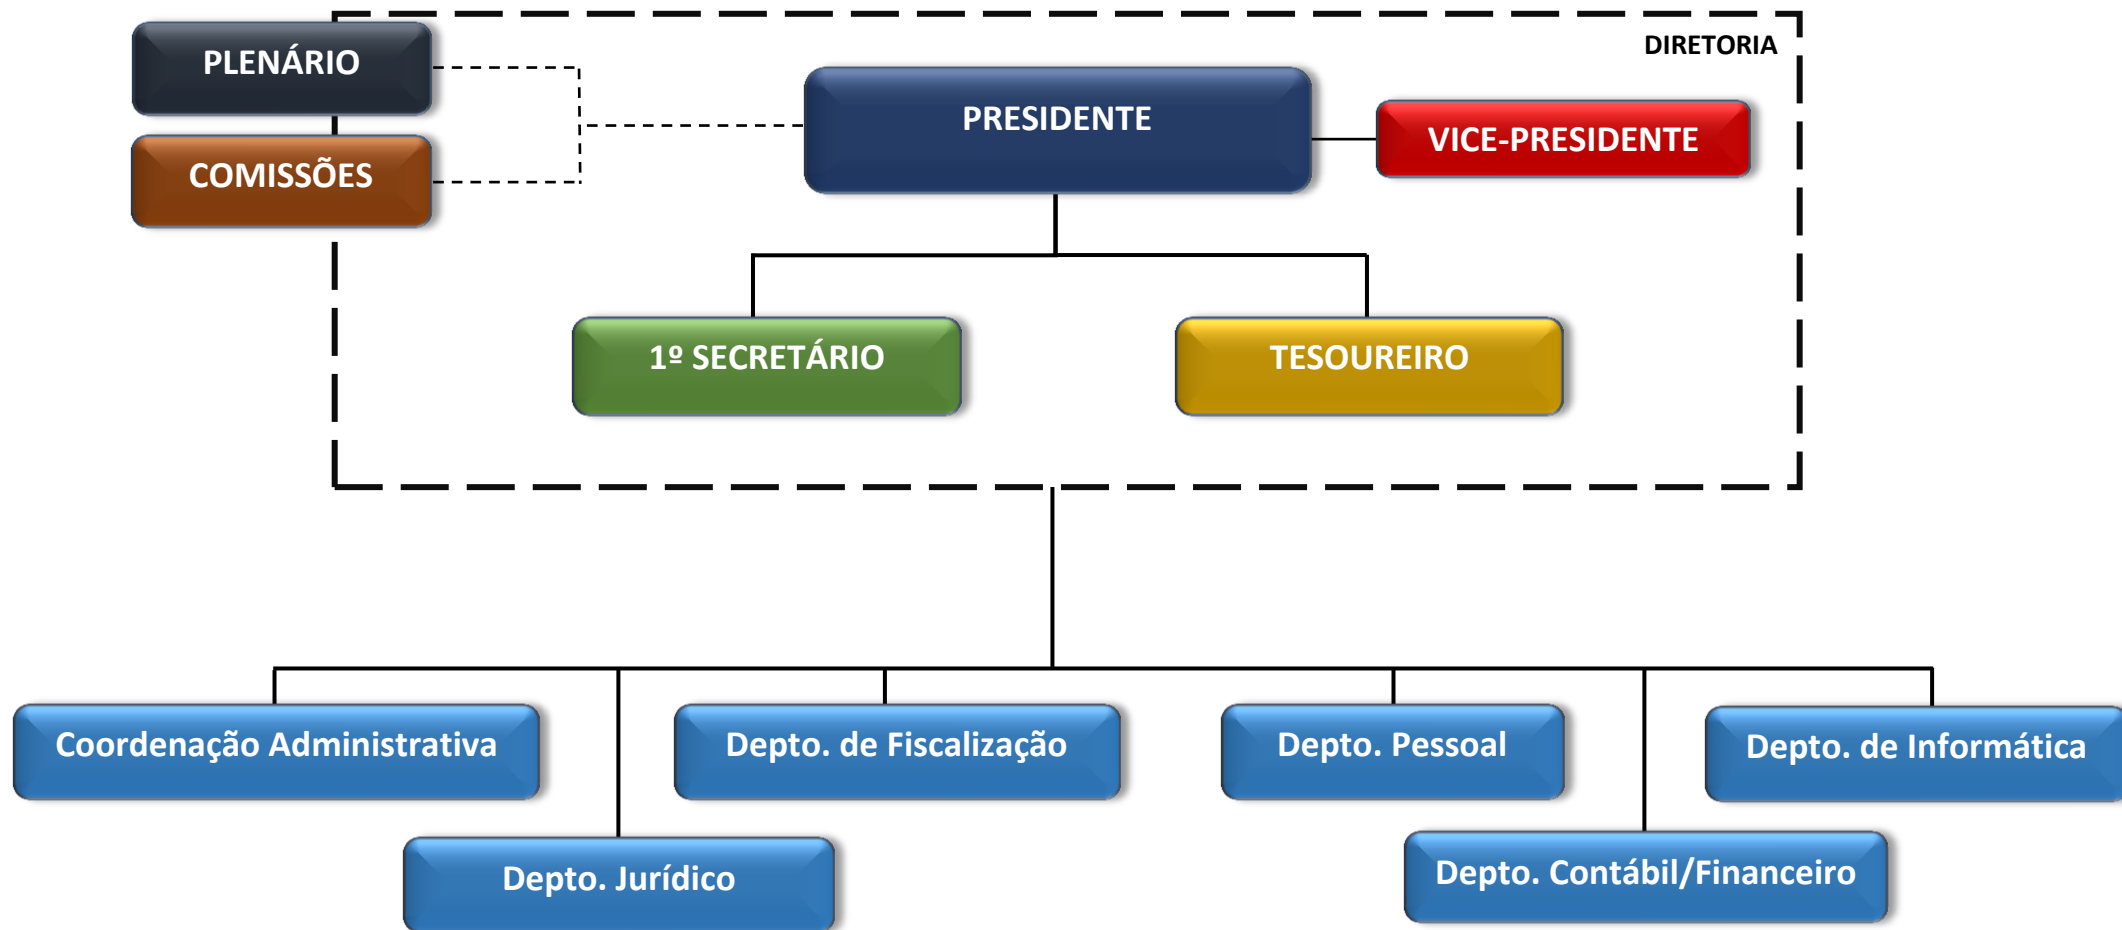 DIRETORIA
PLENÁRIO
COMISSÕES
PRESIDENTE
VICE-PRESIDENTE
1º SECRETÁRIO
TESOUREIRO
Coordenação Administrativa
Depto. de Fiscalização
Depto. Pessoal
Depto. de Informática
Depto. Jurídico
Depto. Contábil/Financeiro